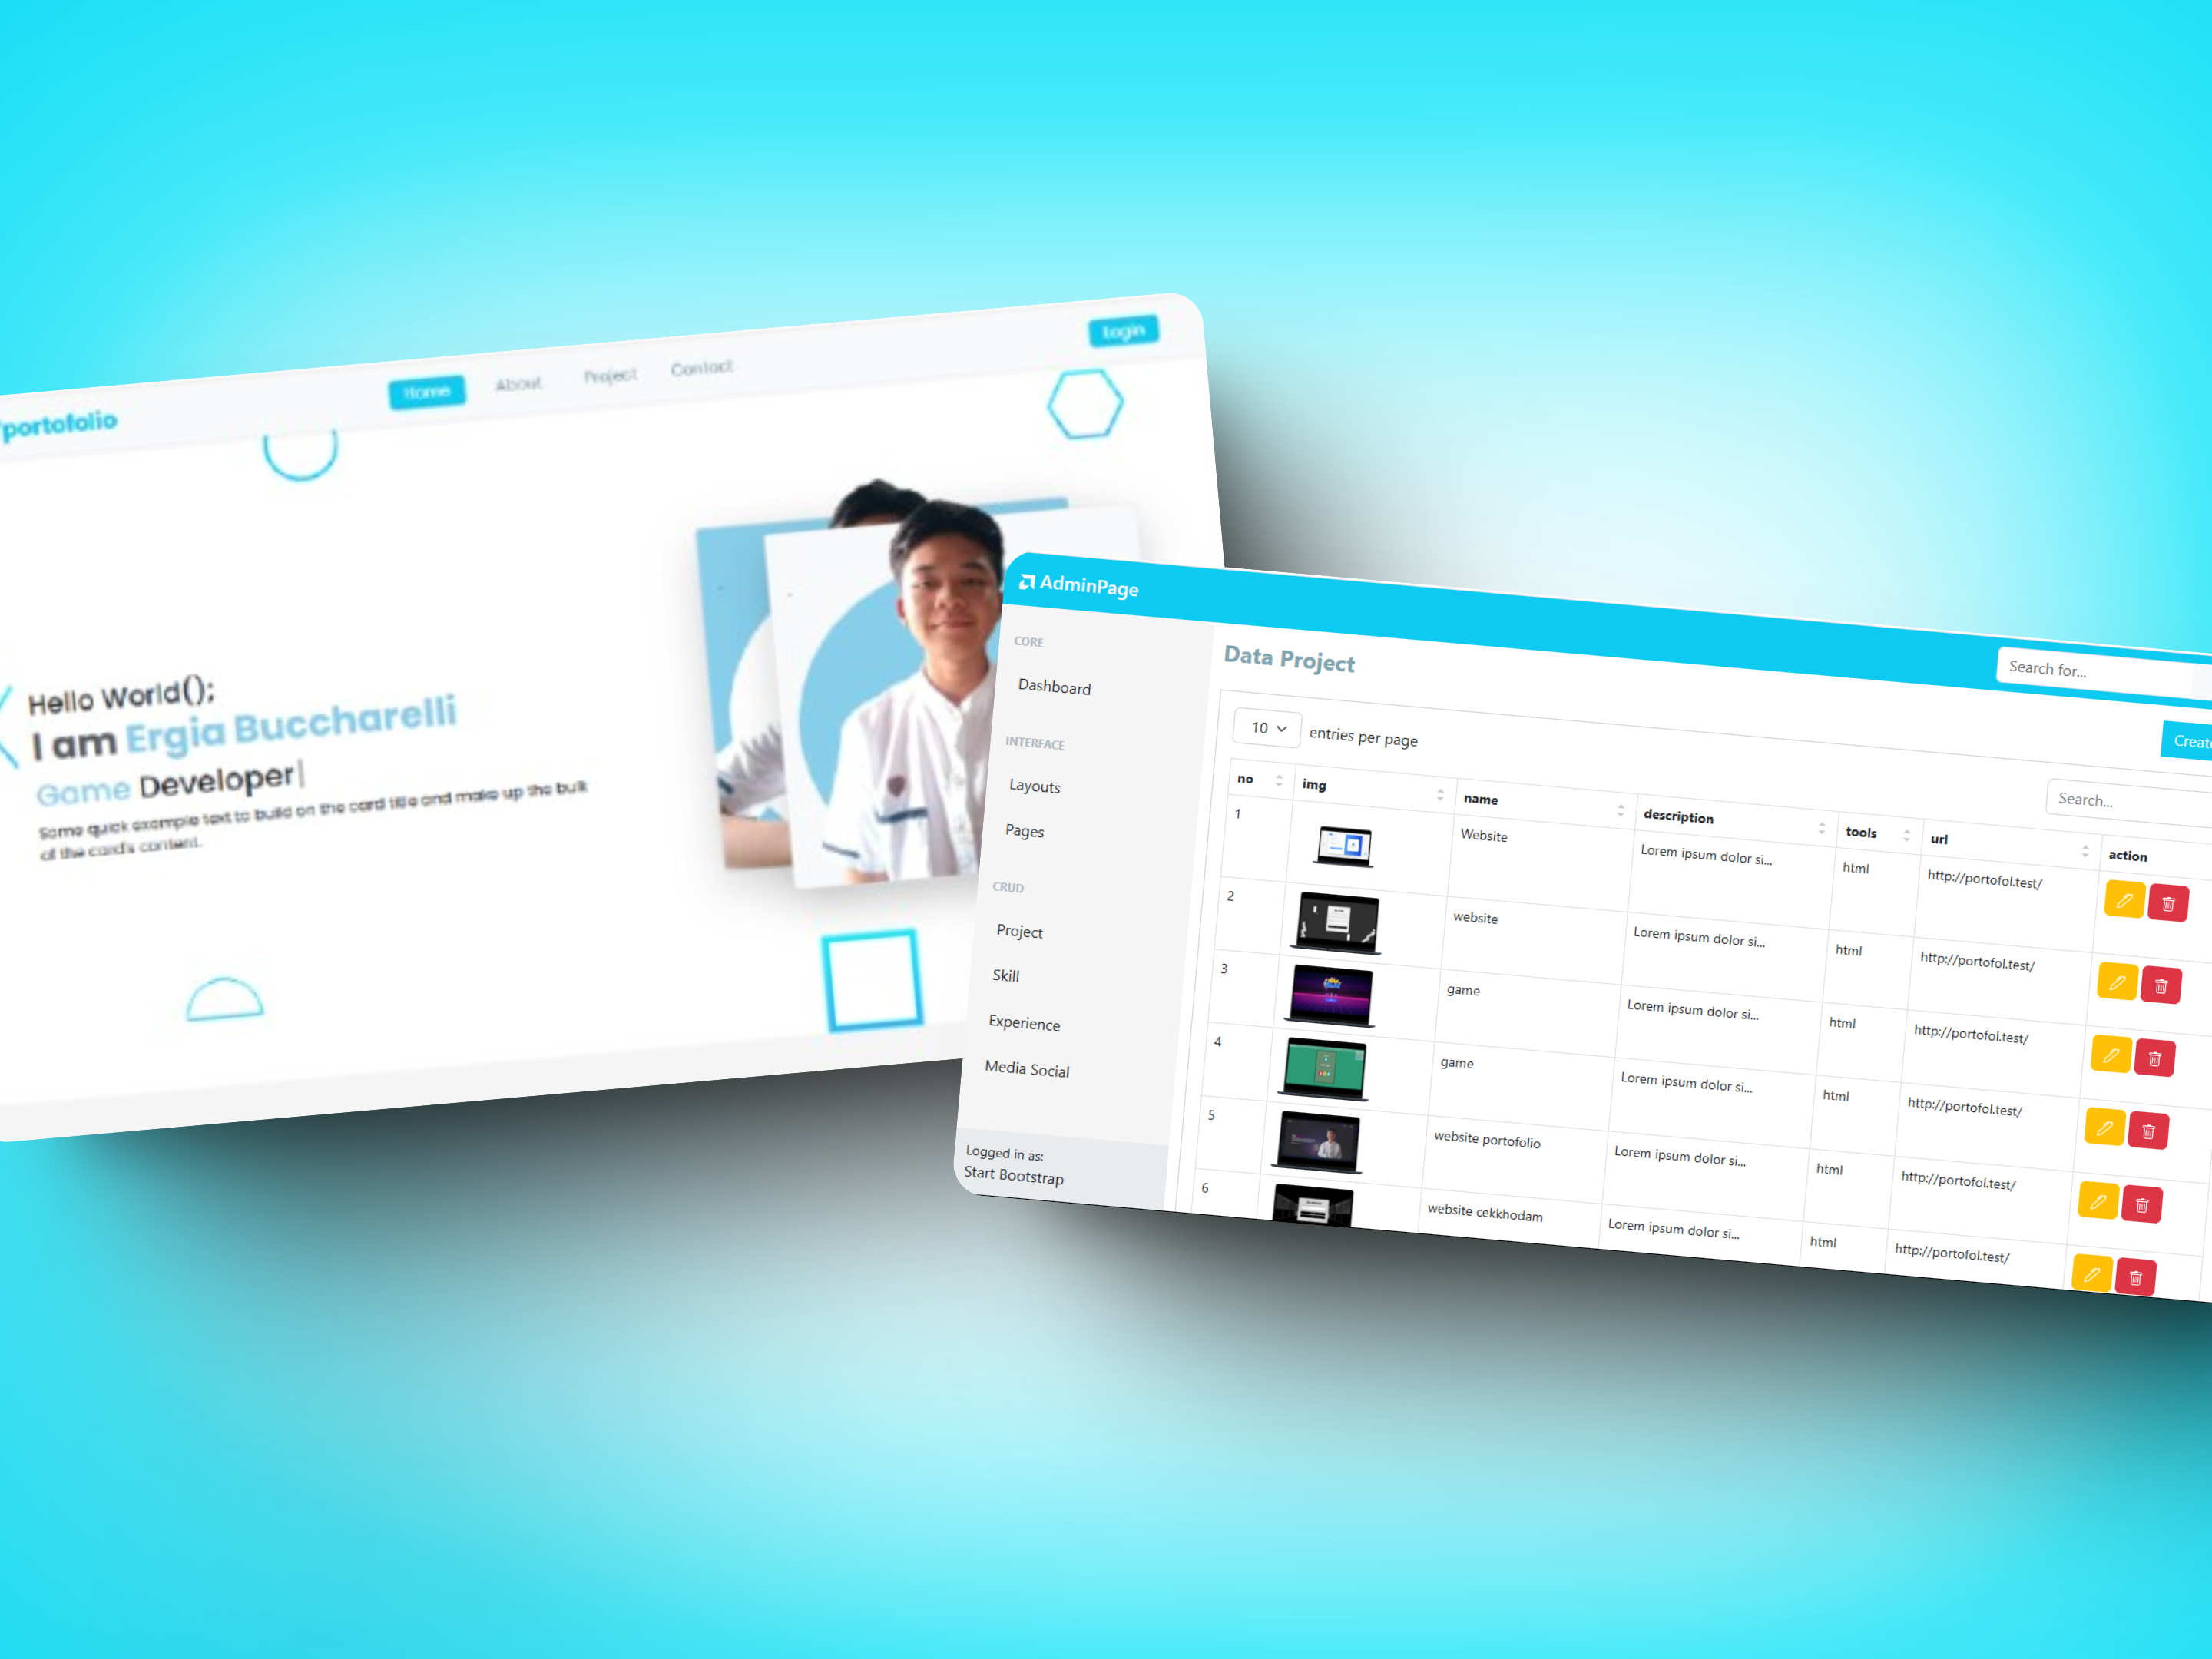 portofolio
Home
About
Project
Contact
Login
Hello World();
I am Ergia Buccharelli
Game Developer|
Some quick example text to build on the card title and make up the bulk
of the card's content.
AdminPage
Search for...
CORE
Dashboard
INTERFACE
Layouts
Pages
CRUD
Project
Skill
Experience
Media Social
Logged in as:
Start Bootstrap
Data Project
Create
10 entries per page
Search...
no img name description tools url action
1 Website Lorem ipsum dolor si... html http://portofol.test/
2 website Lorem ipsum dolor si... html http://portofol.test/
3 game Lorem ipsum dolor si... html http://portofol.test/
4 game Lorem ipsum dolor si... html http://portofol.test/
5 website portofolio Lorem ipsum dolor si... html http://portofol.test/
6 website cekkhodam Lorem ipsum dolor si... html http://portofol.test/